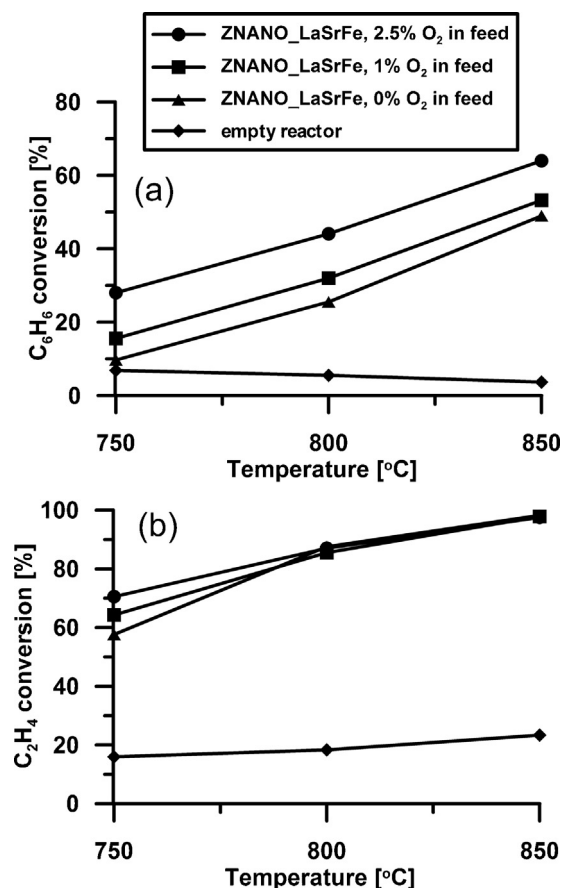 ZNANO_LaSrFe, 2.5% O₂ in feed
ZNANO_LaSrFe, 1% O₂ in feed
ZNANO_LaSrFe, 0% O₂ in feed
empty reactor
80
60
40
20
0
C₆H₆ conversion [%]
(a)
750
800
850
Temperature [°C]
100
80
60
40
20
0
C₂H₄ conversion [%]
(b)
750
800
850
Temperature [°C]